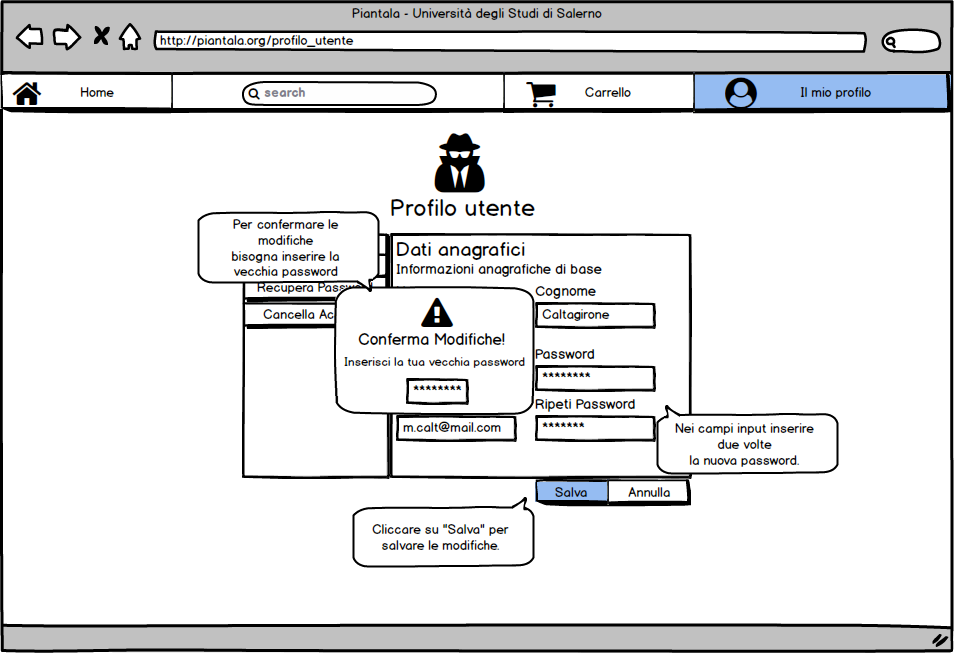 Piantala - Università degli Studi di Salerno
http://piantala.org/profilo_utente
Home
search
Carrello
Il mio profilo
Profilo utente
Per confermare le
modifiche
bisogna inserire la
vecchia password
Dati anagrafici
Informazioni anagrafiche di base
Recupera
Cancella
Cognome
Caltagirone
Conferma Modifiche!
Inserisci la tua vecchia password
********
Password
********
Ripeti Password
*******
m.calt@mail.com
Nei campi input inserire
due volte
la nuova password.
Salva
Annulla
Cliccare su "Salva" per
salvare le modifiche.